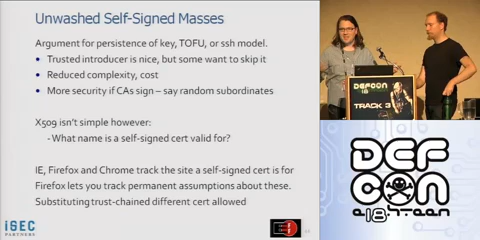 Unwashed Self-Signed Masses
Argument for persistence of key, TOFU, or ssh model.
Trusted introducer is nice, but some want to skip it
Reduced complexity, cost
More security if CAs sign – say random subordinates
X509 isn't simple however:
- What name is a self-signed cert valid for?
IE, Firefox and Chrome track the site a self-signed cert is for
Firefox lets you track permanent assumptions about these.
Substituting trust-chained different cert allowed
iSEC
PARTNERS
DEFCON
18
TRACK 3
DEF
CON
e18hteen